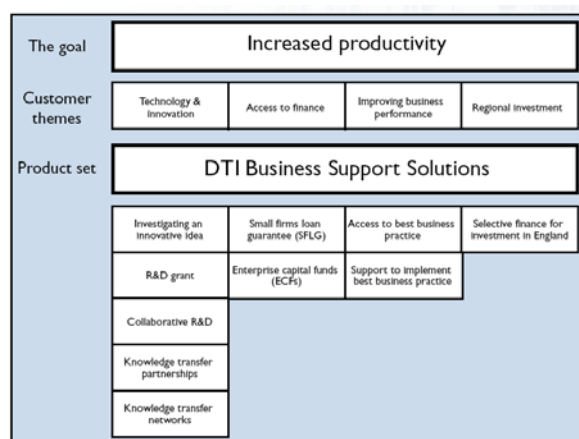 The goal
Increased productivity
Customer
themes
Technology &
innovation
Access to finance
Improving business
performance
Regional investment
Product set
DTI Business Support Solutions
Investigating an
innovative idea
Small firms loan
guarantee (SFLG)
Access to best business
practice
Selective finance for
investment in England
R&D grant
Enterprise capital funds
(ECFs)
Support to implement
best business practice
Collaborative R&D
Knowledge transfer
partnerships
Knowledge transfer
networks